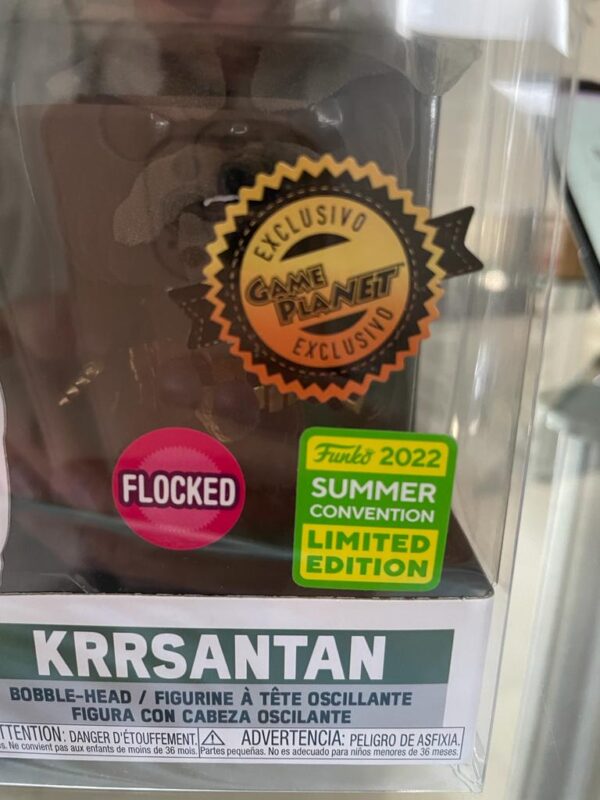 EXCLUSIVO
GAME
PLANET
EXCLUSIVO
FLOCKED
Funko 2022
SUMMER
CONVENTION
LIMITED
EDITION
KRRSANTAN
BOBBLE-HEAD / FIGURINE À TÊTE OSCILLANTE
FIGURA CON CABEZA OSCILANTE
TTENTION: DANGER D'ÉTOUFFEMENT. ADVERTENCIA: PELIGRO DE ASFIXIA.
s. Ne convient pas aux enfants de moins de 36 mois. Partes pequeñas. No es adecuado para niños menores de 36 meses.